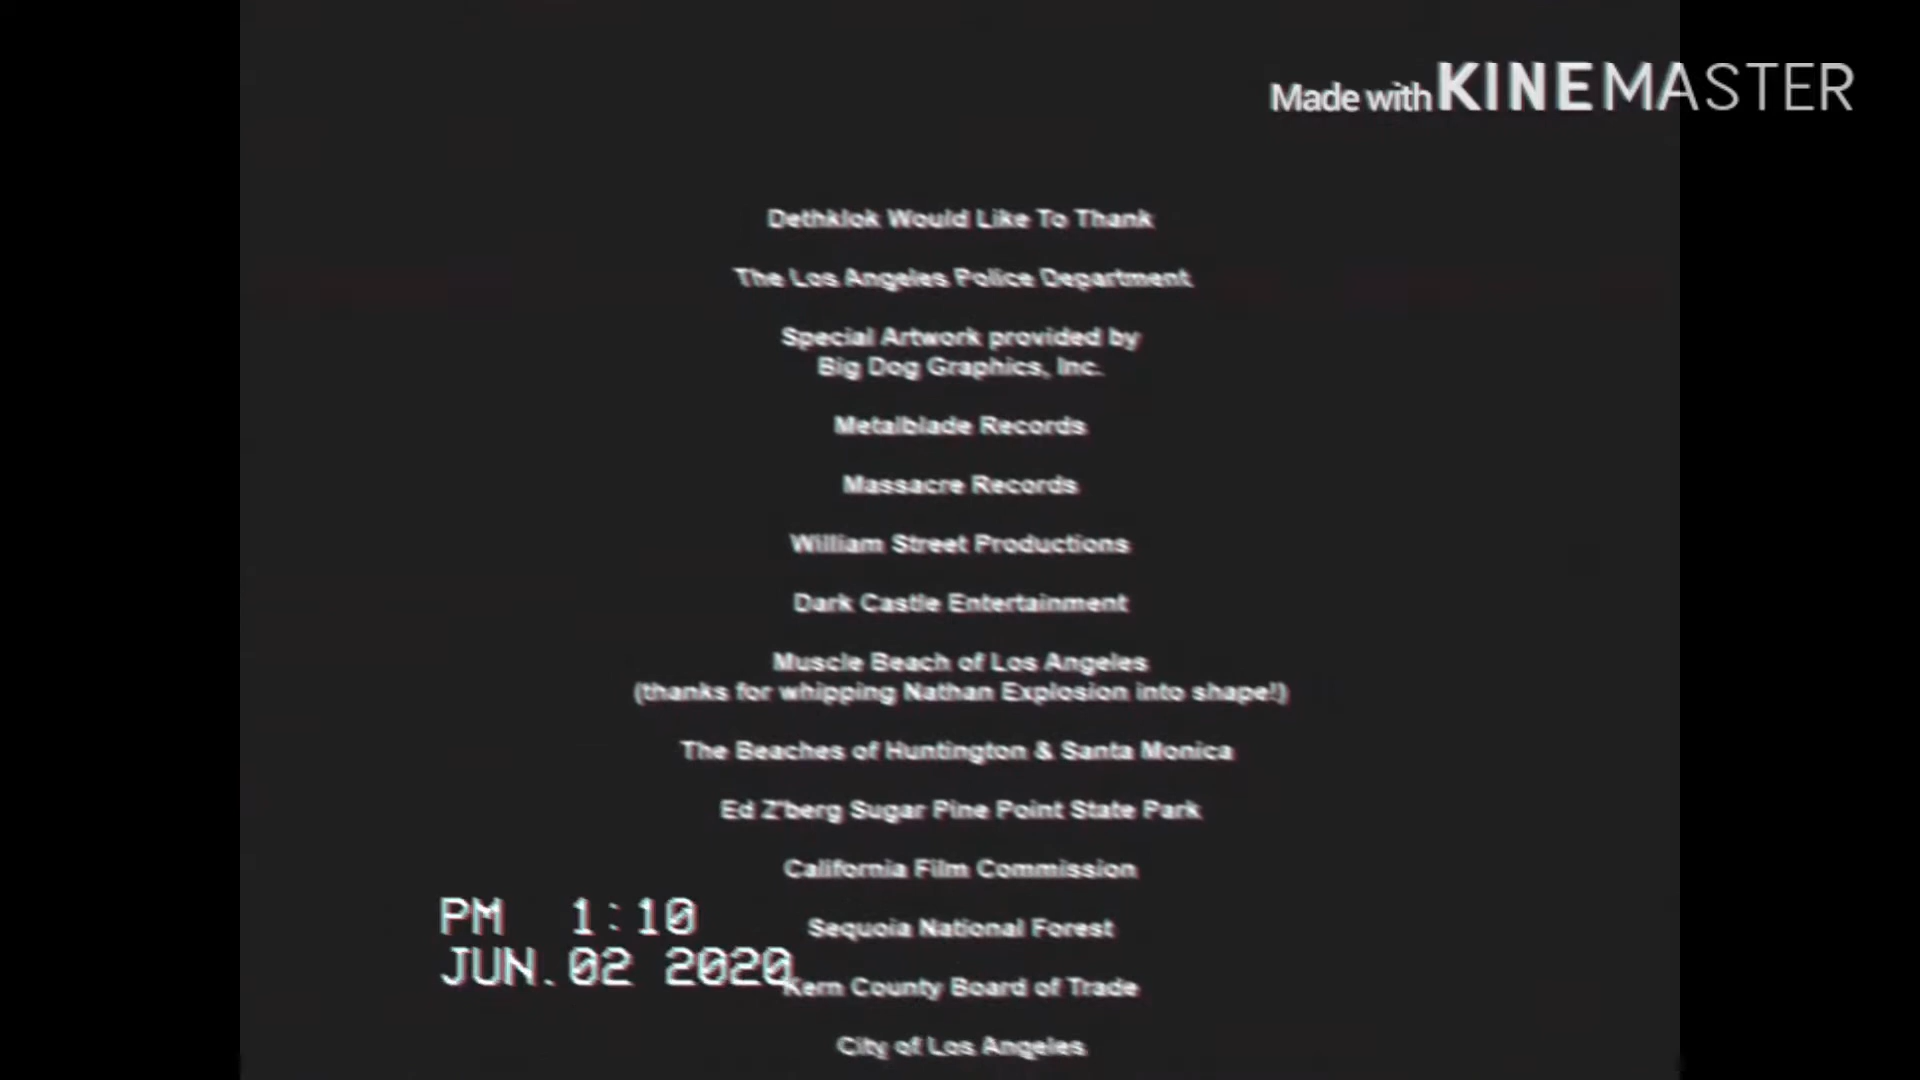 Made with KINEMASTER
Dethklok Would Like To Thank
The Los Angeles Police Department
Special Artwork provided by
Big Dog Graphics, Inc.
Metalblade Records
Massacre Records
William Street Productions
Dark Castle Entertainment
Muscle Beach of Los Angeles
(thanks for whipping Nathan Explosion into shape!)
The Beaches of Huntington & Santa Monica
Ed Z'berg Sugar Pine Point State Park
California Film Commission
Sequoia National Forest
Kern County Board of Trade
City of Los Angeles
PM 1:10
JUN.02 2020